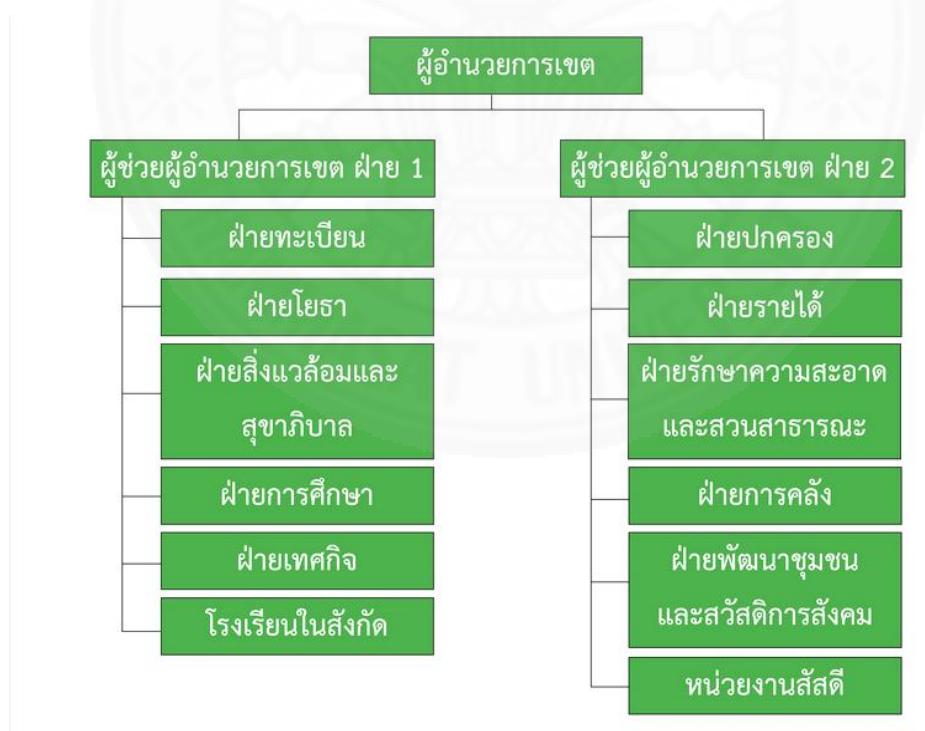 ผู้อำนวยการเขต
ผู้ช่วยผู้อำนวยการเขต ฝ่าย 1
ฝ่ายทะเบียน
ฝ่ายโยธา
ฝ่ายสิ่งแวล้อมและ
สุขาภิบาล
ฝ่ายการศึกษา
ฝ่ายเทศกิจ
โรงเรียนในสังกัด
ผู้ช่วยผู้อำนวยการเขต ฝ่าย 2
ฝ่ายปกครอง
ฝ่ายรายได้
ฝ่ายรักษาความสะอาด
และสวนสาธารณะ
ฝ่ายการคลัง
ฝ่ายพัฒนาชุมชน
และสวัสดิการสังคม
หน่วยงานสัสดี